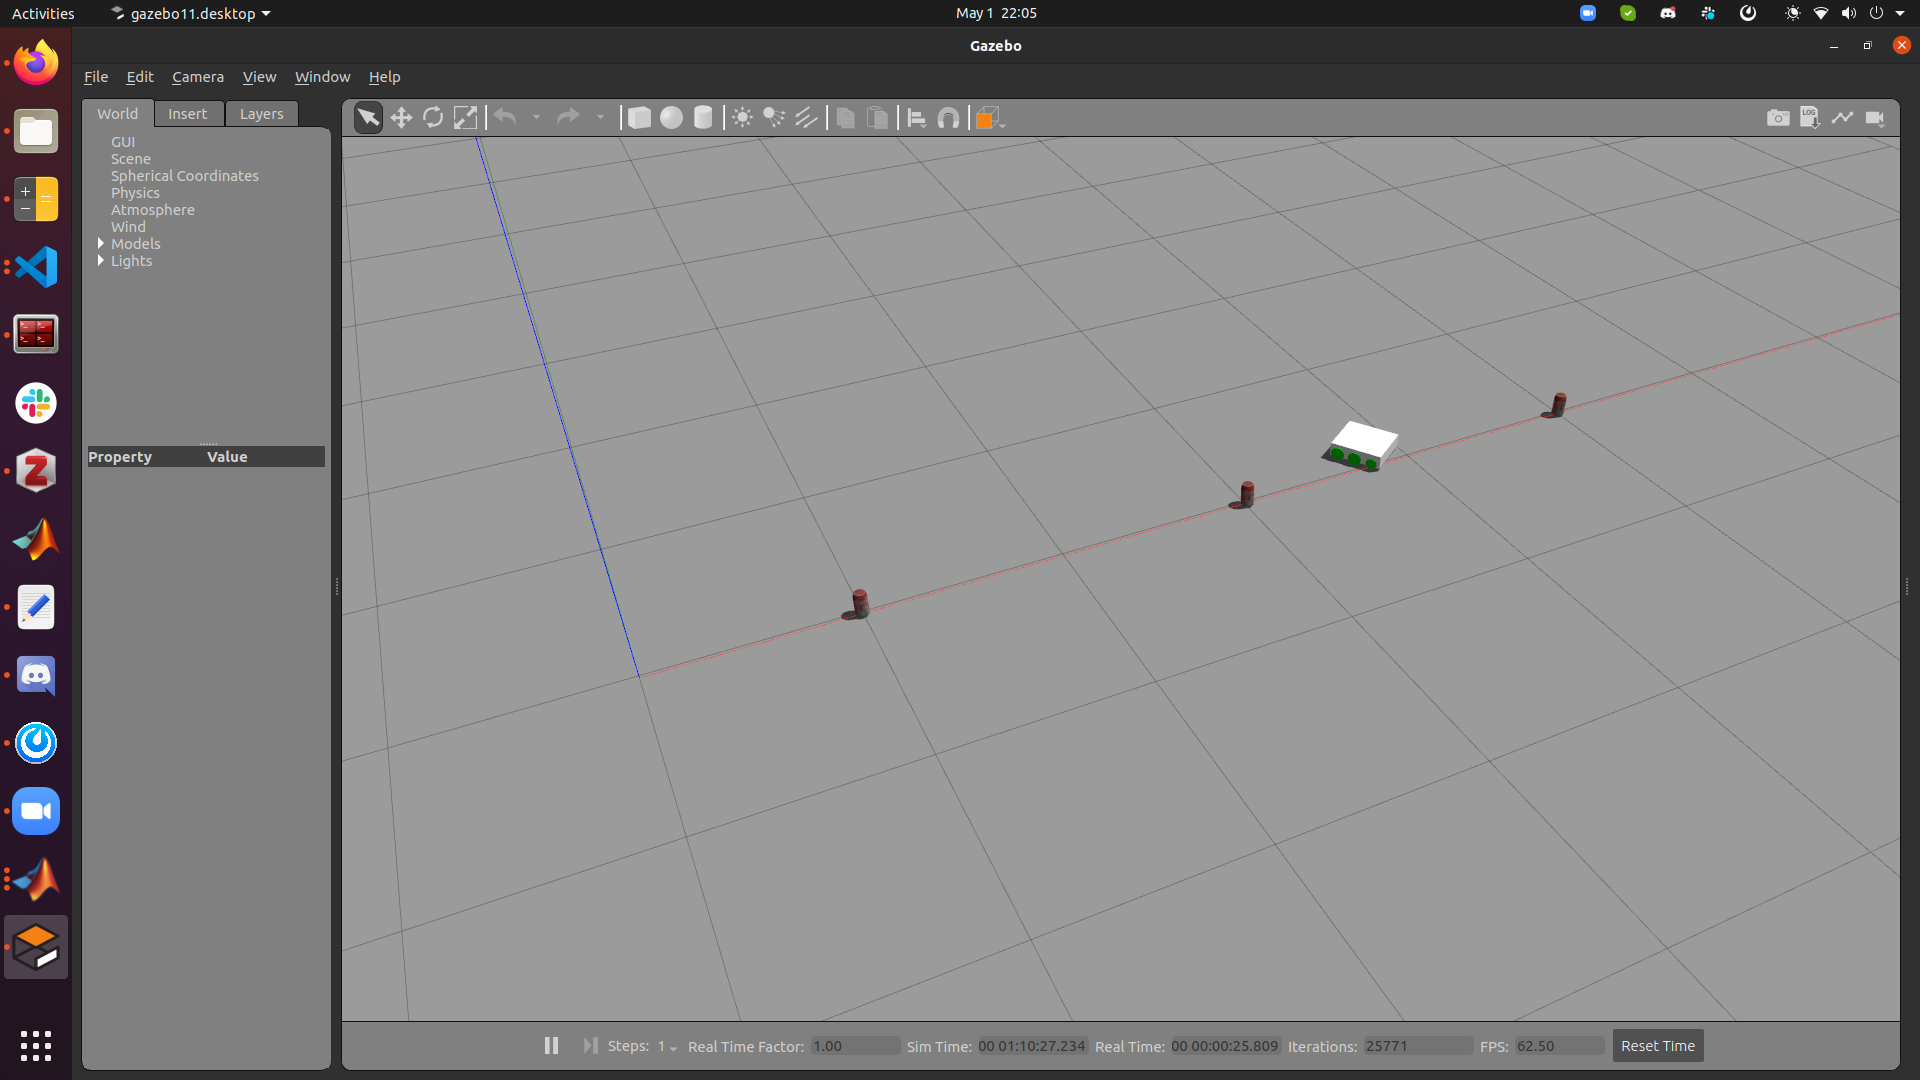 Activities gazebo11.desktop May 1 22:05
Gazebo
File Edit Camera View Window Help
World Insert Layers
GUI
Scene
Spherical Coordinates
Physics
Atmosphere
Wind
Models
Lights
Property Value
LOG
Steps: 1 Real Time Factor: 1.00 Sim Time: 00 01:10:27.234 Real Time: 00 00:00:25.809 Iterations: 25771 FPS: 62.50 Reset Time